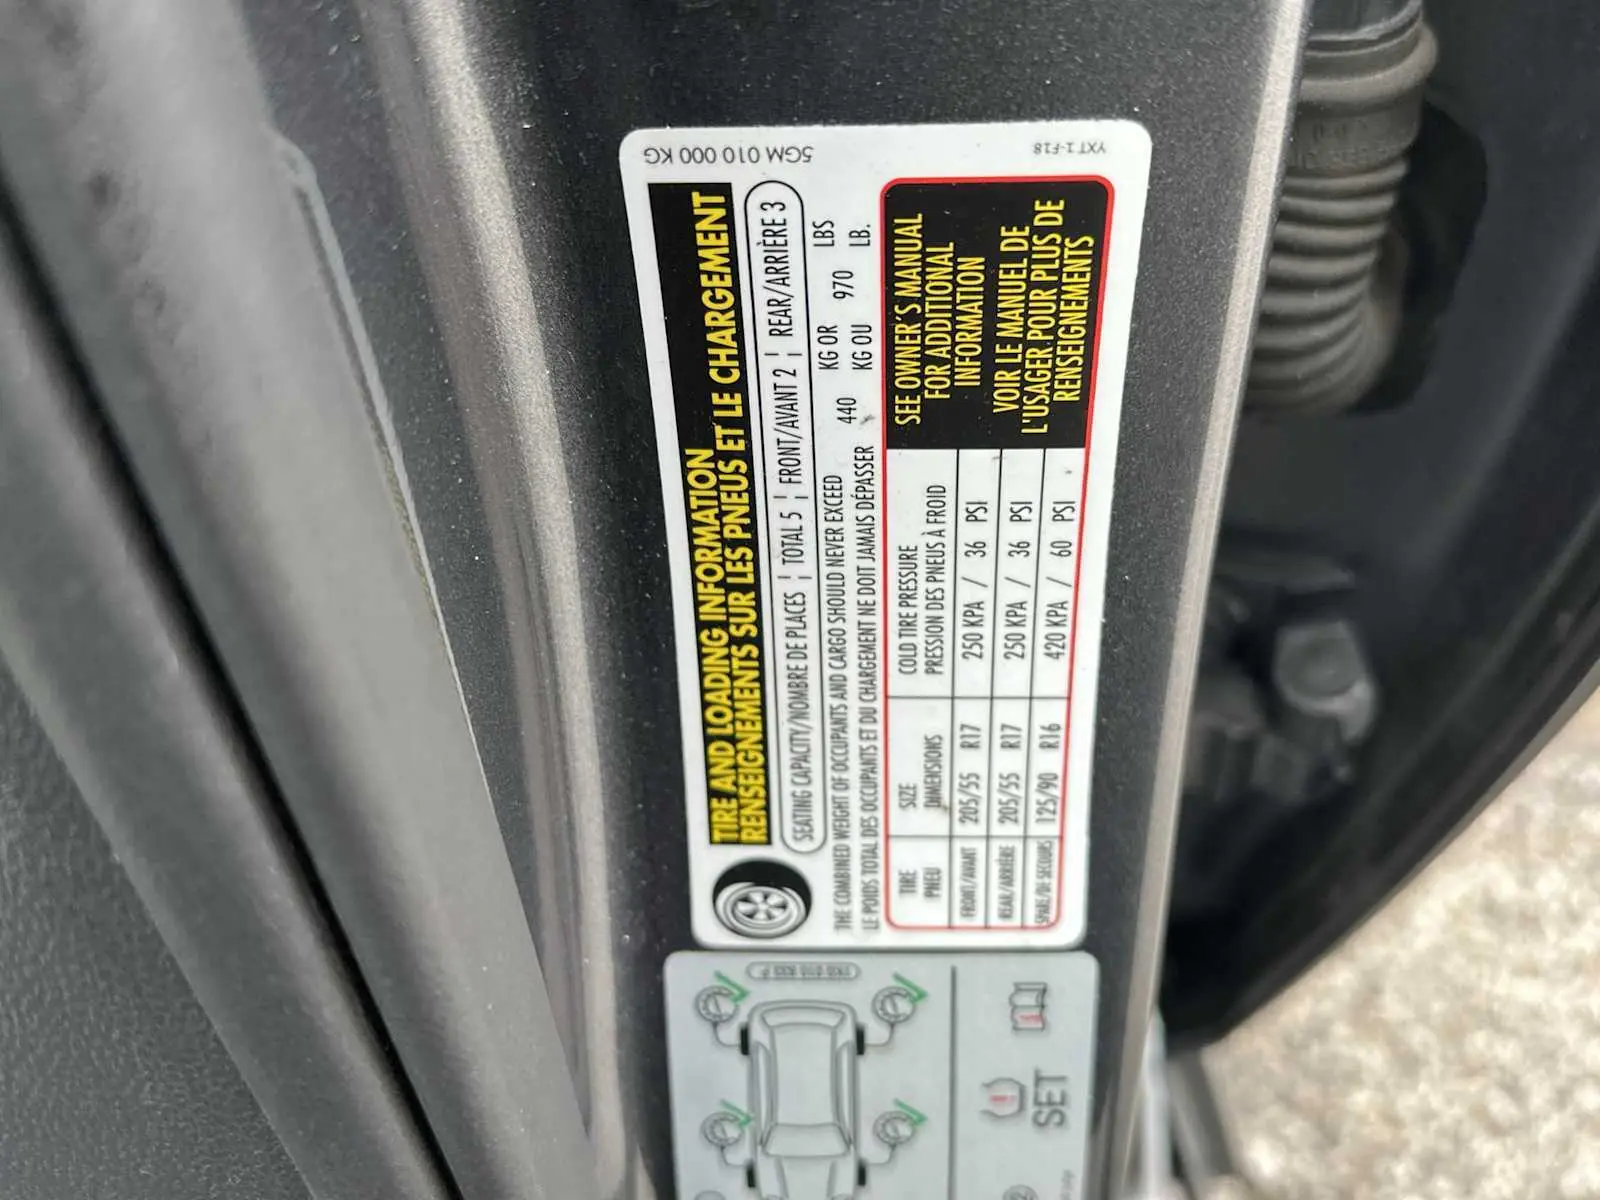 5GM 010 000 KG
YXT1-F18
TIRE AND LOADING INFORMATION
RENSEIGNEMENTS SUR LES PNEUS ET LE CHARGEMENT
SEATING CAPACITY/NOMBRE DE PLACES ¦ TOTAL 5 ¦ FRONT/AVANT 2 ¦ REAR/ARRIÈRE 3
THE COMBINED WEIGHT OF OCCUPANTS AND CARGO SHOULD NEVER EXCEED 440 KG OR 970 LBS
LE POIDS TOTAL DES OCCUPANTS ET DU CHARGEMENT NE DOIT JAMAIS DÉPASSER KG OU LB.
TIRE SIZE COLD TIRE PRESSURE
PNEU DIMENSIONS PRESSION DES PNEUS À FROID
FRONT/AVANT 205/55 R17 250 KPA / 36 PSI
REAR/ARRIÈRE 205/55 R17 250 KPA / 36 PSI
SPARE/DE SECOURS 125/90 R16 420 KPA / 60 PSI
SEE OWNER'S MANUAL
FOR ADDITIONAL
INFORMATION
VOIR LE MANUEL DE
L'USAGER POUR PLUS DE
RENSEIGNEMENTS
SET